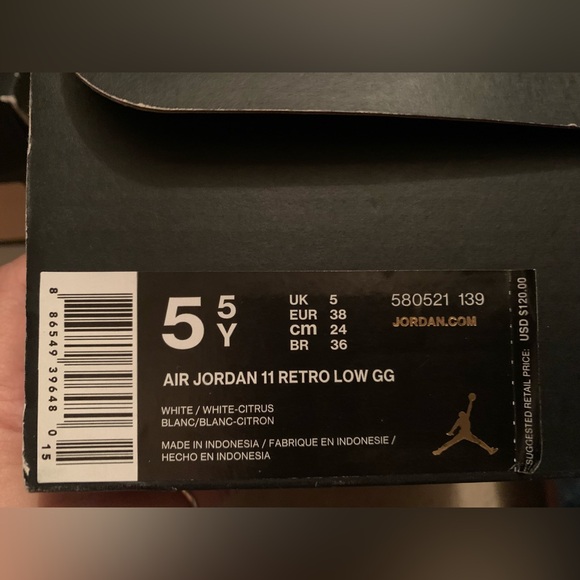 5 5Y
UK 5
EUR 38
cm 24
BR 36
580521 139
JORDAN.COM
AIR JORDAN 11 RETRO LOW GG
WHITE / WHITE-CITRUS
BLANC/BLANC-CITRON
MADE IN INDONESIA / FABRIQUE EN INDONESIE /
HECHO EN INDONESIA
SUGGESTED RETAIL PRICE: USD $120.00
8 86549 39648 0 15